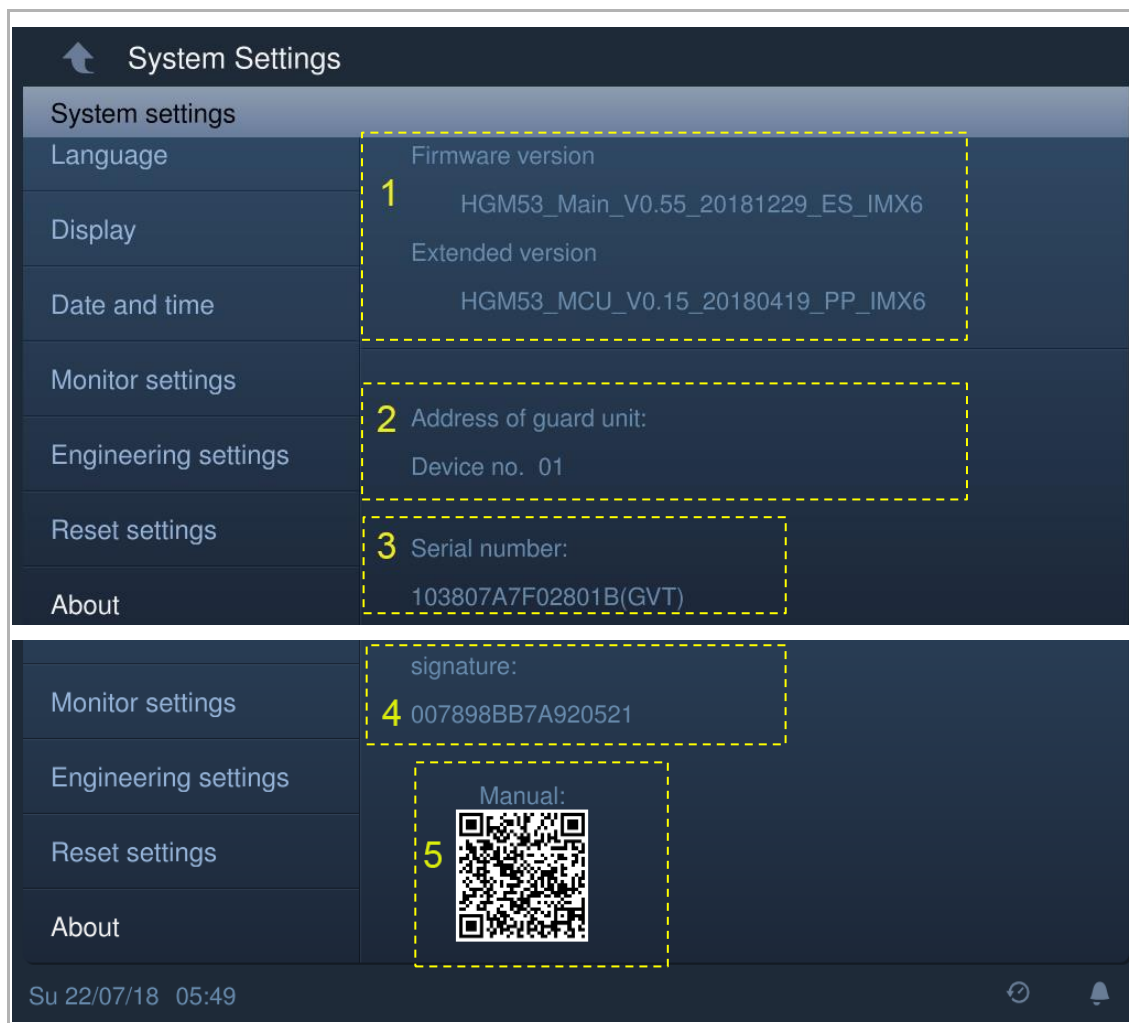 System Settings
System settings
Language
Display
Date and time
Monitor settings
Engineering settings
Reset settings
About
1
Firmware version
HGM53_Main_V0.55_20181229_ES_IMX6
Extended version
HGM53_MCU_V0.15_20180419_PP_IMX6
2
Address of guard unit:
Device no. 01
3
Serial number:
103807A7F02801B(GVT)
Monitor settings
Engineering settings
Reset settings
About
signature:
4
007898BB7A920521
Manual:
5
Su 22/07/18 05:49